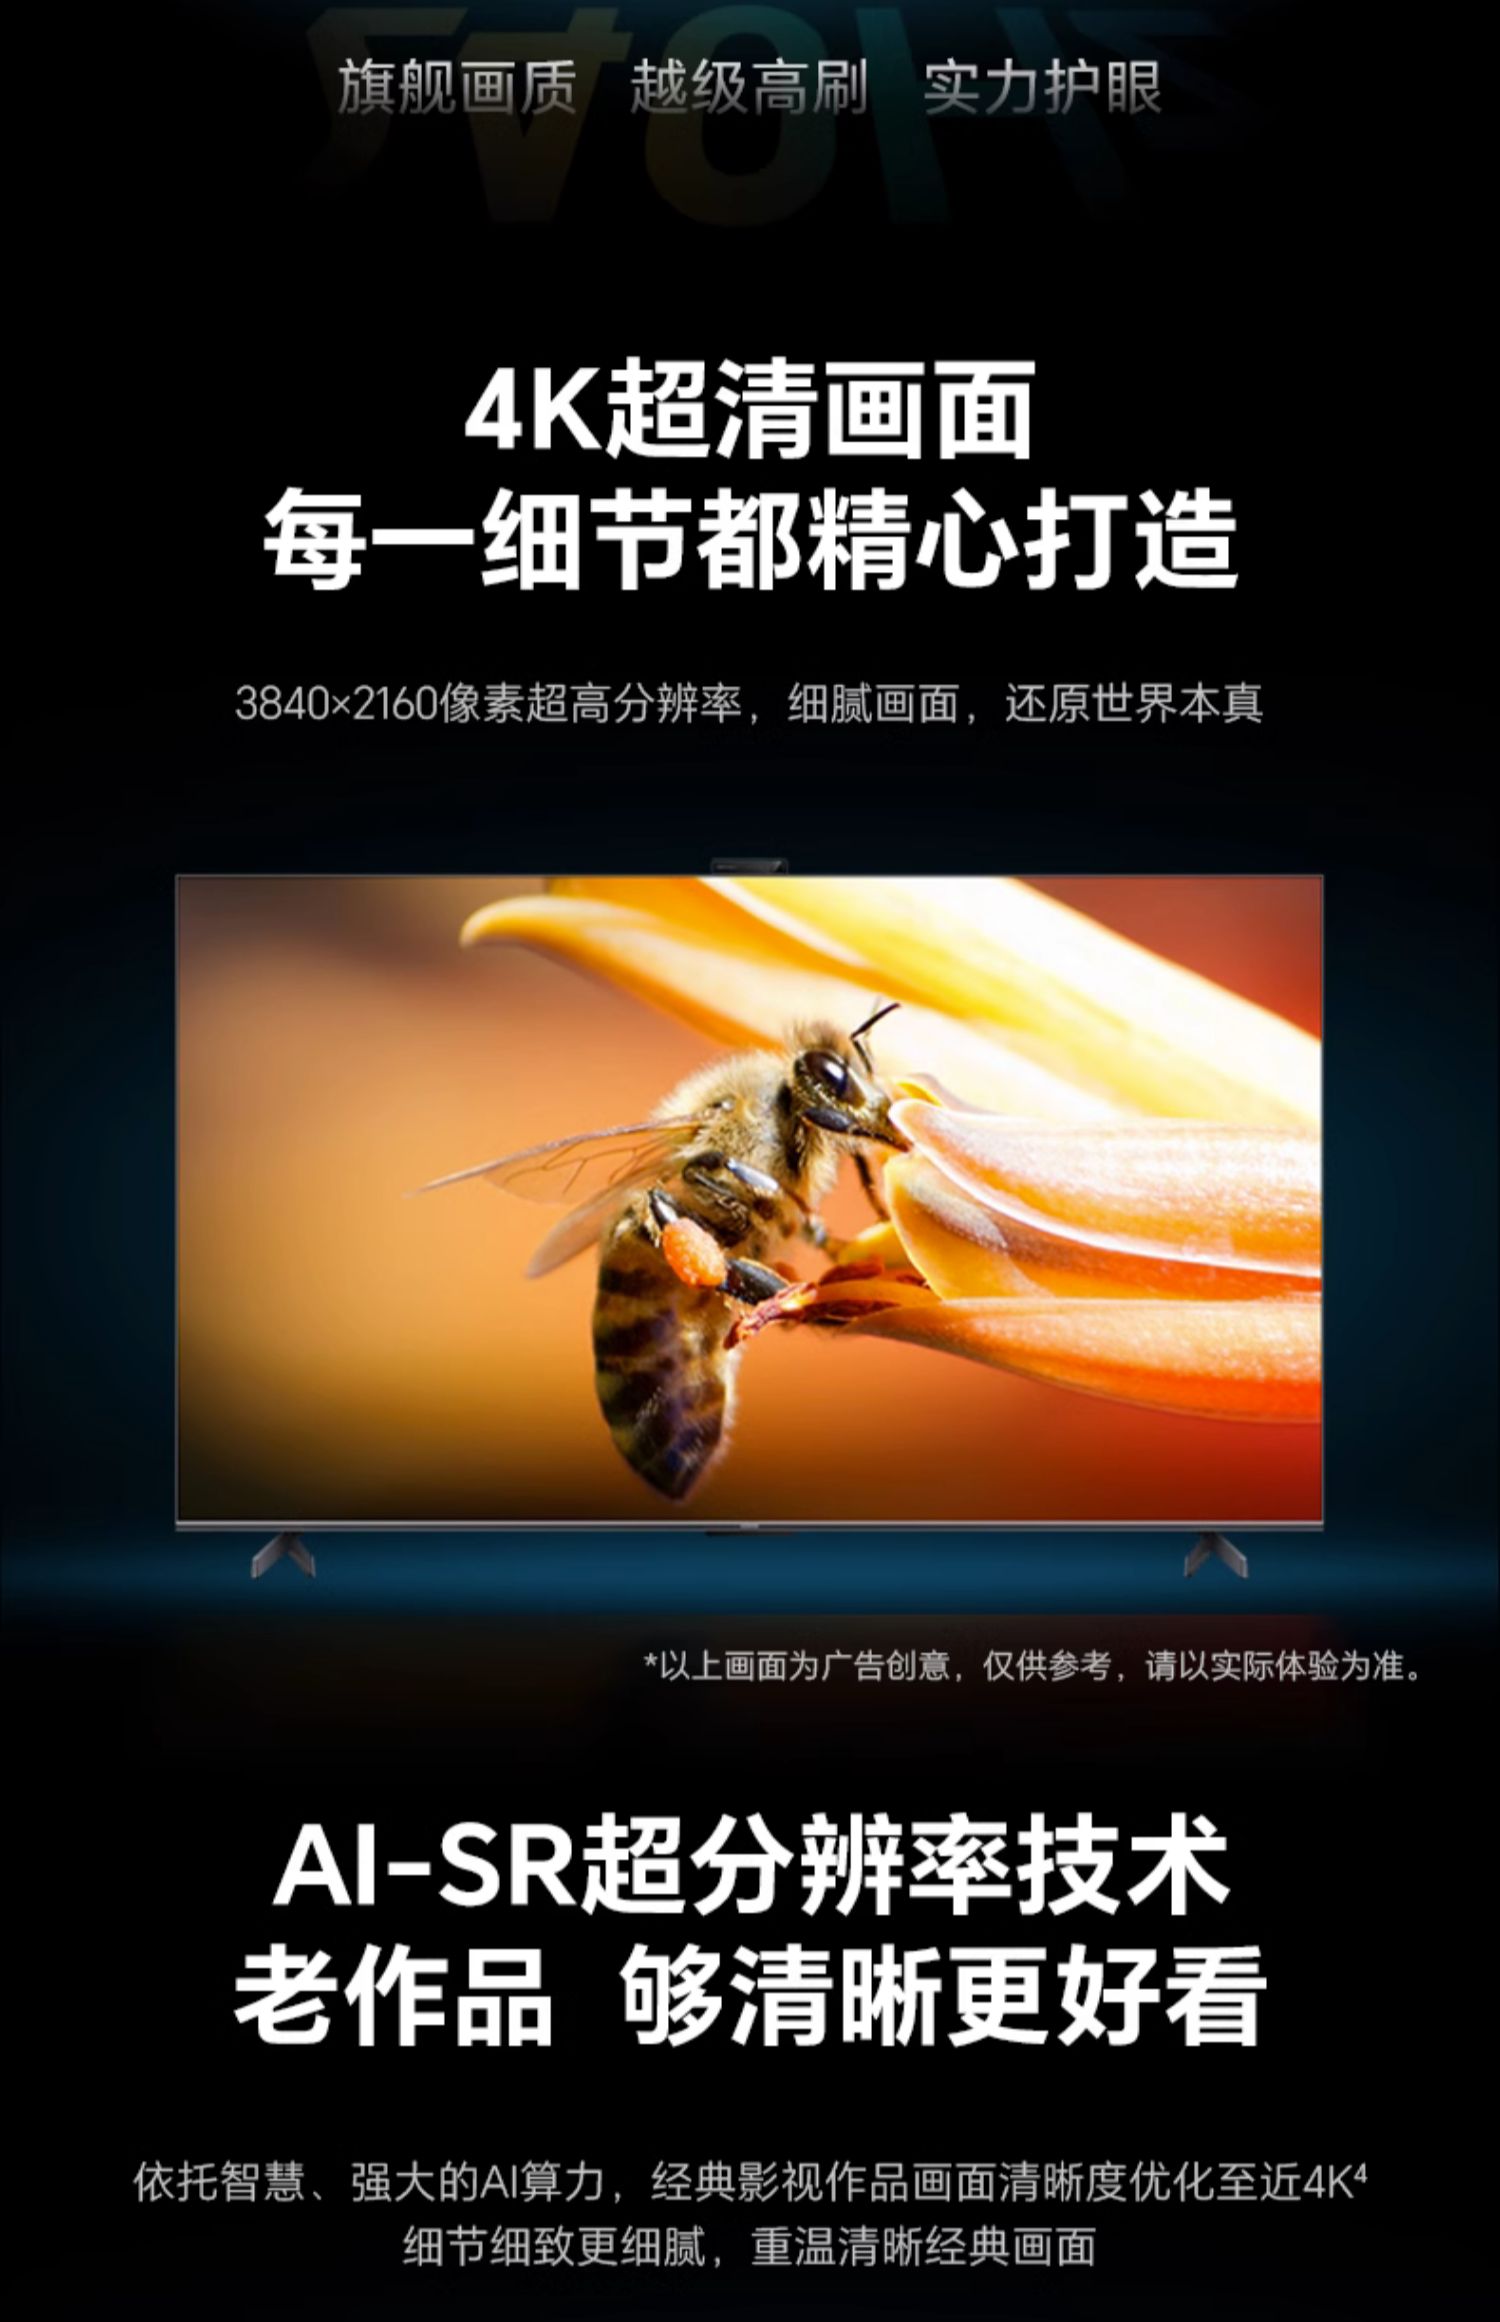 旗舰画质 越级高刷 实力护眼
4K超清画面
每一细节都精心打造
3840×2160像素超高分辨率，细腻画面，还原世界本真
*以上画面为广告创意，仅供参考，请以实际体验为准。
AI-SR超分辨率技术
老作品 够清晰更好看
依托智慧、强大的AI算力，经典影视作品画面清晰度优化至近4K⁴
细节细致更细腻，重温清晰经典画面